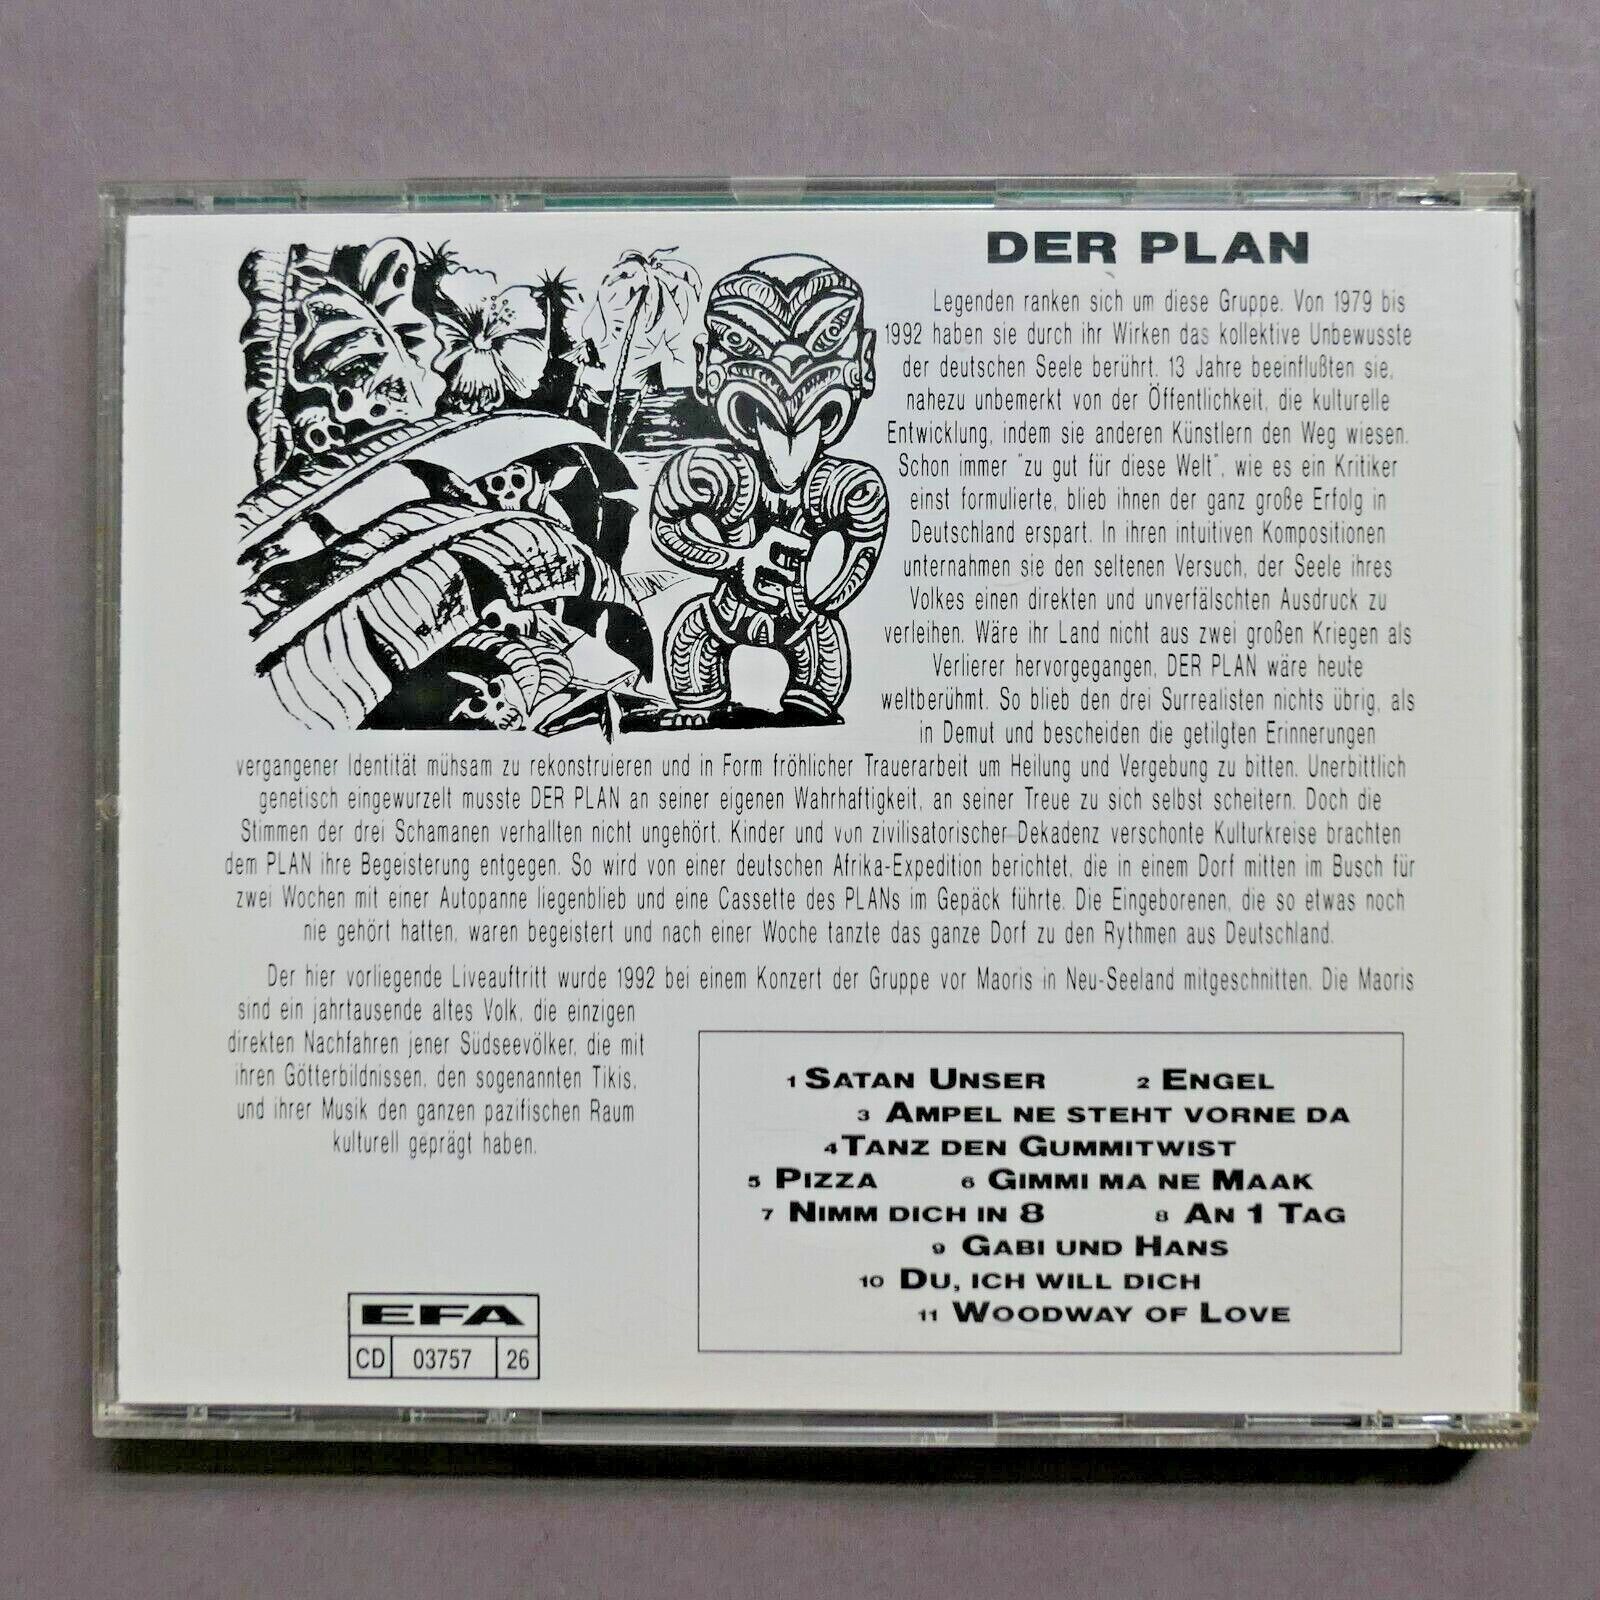 DER PLAN
Legenden ranken sich um diese Gruppe. Von 1979 bis
1992 haben sie durch ihr Wirken das kollektive Unbewusste
der deutschen Seele berührt. 13 Jahre beeinflußten sie,
nahezu unbemerkt von der Öffentlichkeit, die kulturelle
Entwicklung, indem sie anderen Künstlern den Weg wiesen.
Schon immer "zu gut für diese Welt", wie es ein Kritiker
einst formulierte, blieb ihnen der ganz große Erfolg in
Deutschland erspart. In ihren intuitiven Kompositionen
unternahmen sie den seltenen Versuch, der Seele ihres
Volkes einen direkten und unverfälschten Ausdruck zu
verleihen. Wäre ihr Land nicht aus zwei großen Kriegen als
Verlierer hervorgegangen, DER PLAN wäre heute
weltberühmt. So blieb den drei Surrealisten nichts übrig, als
in Demut und bescheiden die getilgten Erinnerungen
vergangener Identität mühsam zu rekonstruieren und in Form fröhlicher Trauerarbeit um Heilung und Vergebung zu bitten. Unerbittlich
genetisch eingewurzelt musste DER PLAN an seiner eigenen Wahrhaftigkeit, an seiner Treue zu sich selbst scheitern. Doch die
Stimmen der drei Schamanen verhallten nicht ungehört. Kinder und von zivilisatorischer Dekadenz verschonte Kulturkreise brachten
dem PLAN ihre Begeisterung entgegen. So wird von einer deutschen Afrika-Expedition berichtet, die in einem Dorf mitten im Busch für
zwei Wochen mit einer Autopanne liegenblieb und eine Cassette des PLANs im Gepäck führte. Die Eingeborenen, die so etwas noch
nie gehört hatten, waren begeistert und nach einer Woche tanzte das ganze Dorf zu den Rythmen aus Deutschland.
Der hier vorliegende Liveauftritt wurde 1992 bei einem Konzert der Gruppe vor Maoris in Neu-Seeland mitgeschnitten. Die Maoris
sind ein jahrtausende altes Volk, die einzigen
direkten Nachfahren jener Südseevölker, die mit
ihren Götterbildnissen, den sogenannten Tikis,
und ihrer Musik den ganzen pazifischen Raum
kulturell geprägt haben.
1 SATAN UNSER 2 ENGEL
3 AMPEL NE STEHT VORNE DA
4 TANZ DEN GUMMITWIST
5 PIZZA 6 GIMMI MA NE MAAK
7 NIMM DICH IN 8 8 AN 1 TAG
9 GABI UND HANS
10 DU, ICH WILL DICH
11 WOODWAY OF LOVE
EFA
CD 03757 26